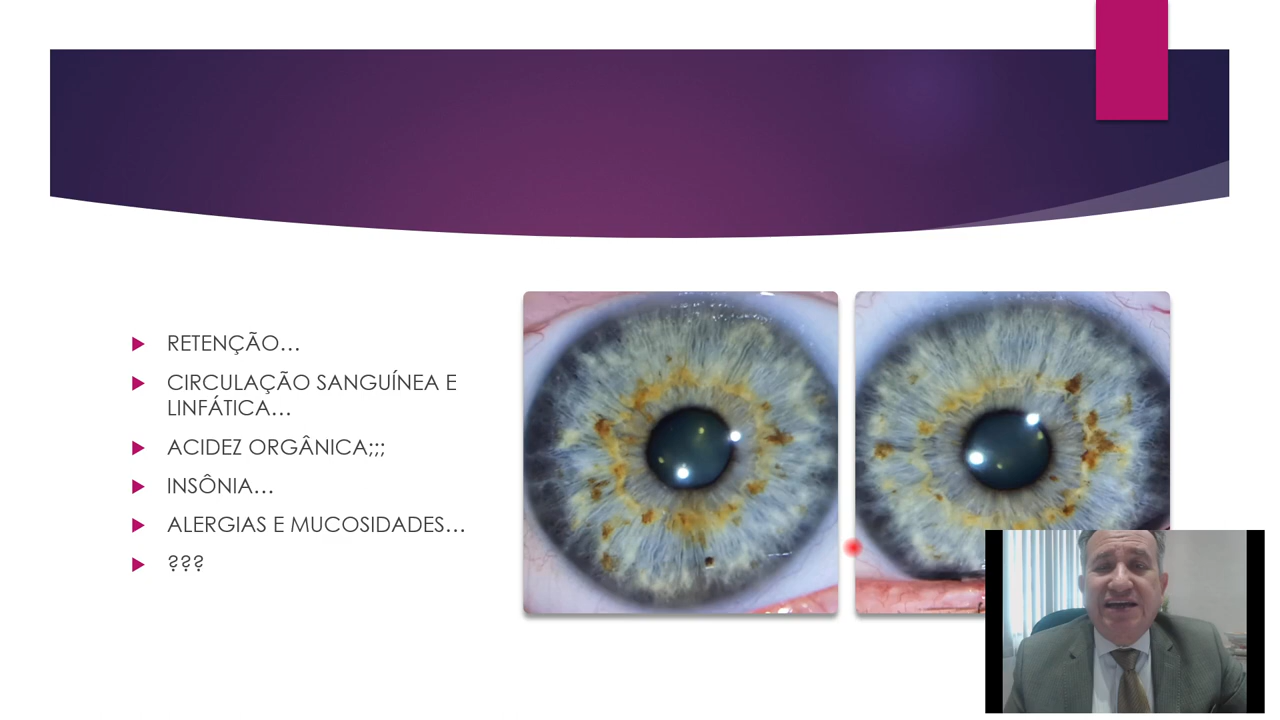 RETENÇÃO...
CIRCULAÇÃO SANGUÍNEA E
LINFÁTICA...
ACIDEZ ORGÂNICA;;;
INSÔNIA...
ALERGIAS E MUCOSIDADES...
???